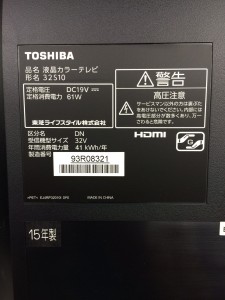 TOSHIBA
品名 液晶カラーテレビ
形名 32S10
定格電圧 DC19V
定格消費電力 61W
東芝ライフスタイル株式会社
警告
高圧注意
サービスマン以外の方は裏ぶたをあけないでください。内部には高電圧部分が数多くあり、万一さわると危険です。
区分名 DN
受信機型サイズ 32V
年間消費電力量 41 kWh/年
製造番号
93R08321
HDMI
G
MADE IN CHINA
15年製